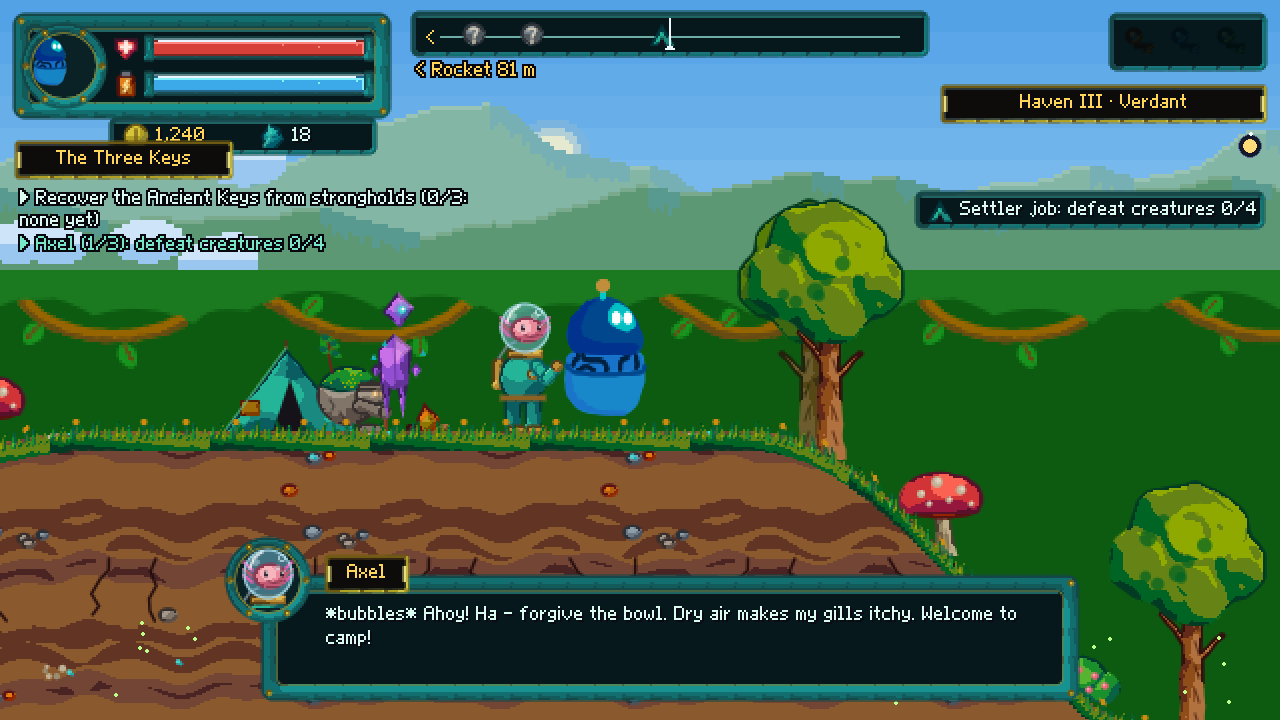 1,240
18
The Three Keys
Recover the Ancient Keys from strongholds (0/3:
none yet)
Axel (1/3): defeat creatures 0/4
? ?
< Rocket 81 m
Haven III · Verdant
Settler job: defeat creatures 0/4
Axel
*bubbles* Ahoy! Ha - forgive the bowl. Dry air makes my gills itchy. Welcome to
camp!